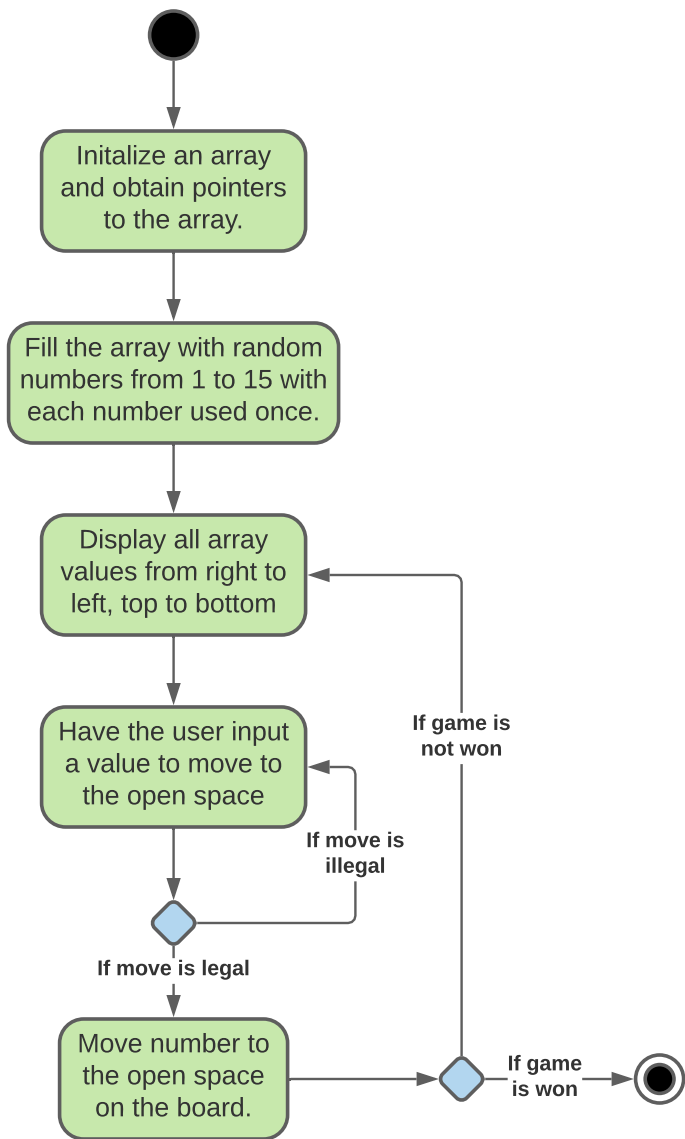 Initalize an array
and obtain pointers
to the array.
Fill the array with random
numbers from 1 to 15 with
each number used once.
Display all array
values from right to
left, top to bottom
Have the user input
a value to move to
the open space
If game is
not won
If move is
illegal
If move is legal
Move number to
the open space
on the board.
If game
is won